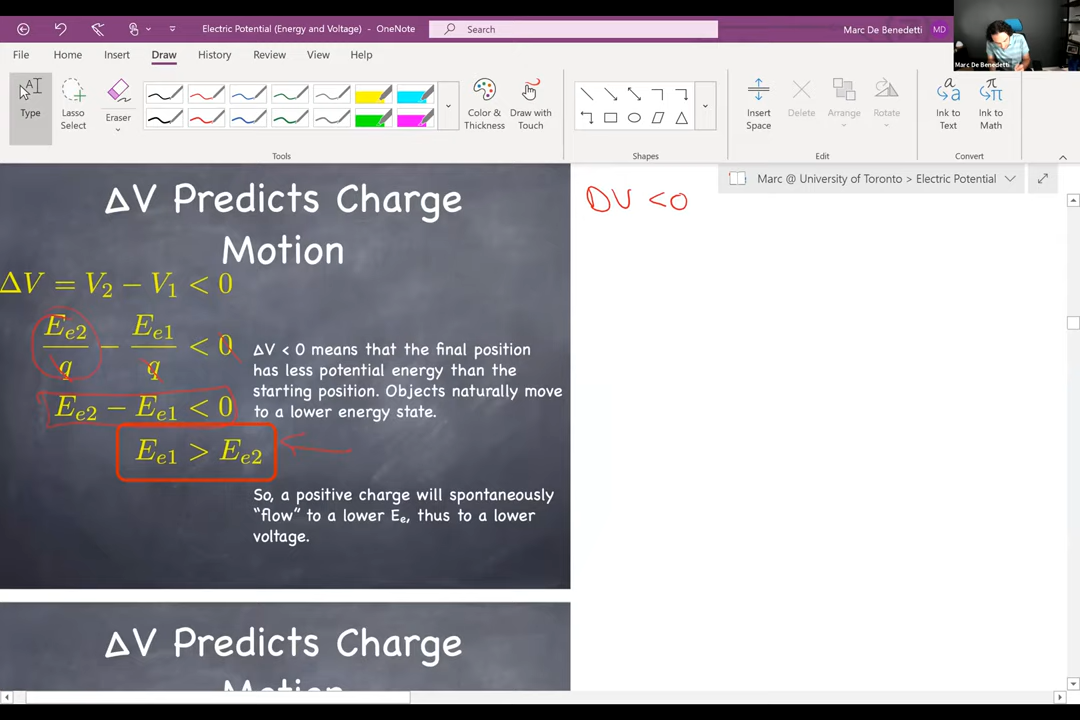 Electric Potential (Energy and Voltage) - OneNote
Search
Marc De Benedetti
MD
Marc De Benedetti
File Home Insert Draw History Review View Help
Type
Lasso Select
Eraser
Color & Thickness
Draw with Touch
Insert Space
Delete
Arrange
Rotate
Ink to Text
Ink to Math
Tools
Shapes
Edit
Convert
Marc @ University of Toronto > Electric Potential
ΔV Predicts Charge
Motion
ΔV = V₂ − V₁ < 0
Eₑ₂/q − Eₑ₁/q < 0
Eₑ₂ − Eₑ₁ < 0
Eₑ₁ > Eₑ₂
ΔV < 0 means that the final position
has less potential energy than the
starting position. Objects naturally move
to a lower energy state.
So, a positive charge will spontaneously
“flow” to a lower Eₑ, thus to a lower
voltage.
DV <0
ΔV Predicts Charge
Motion